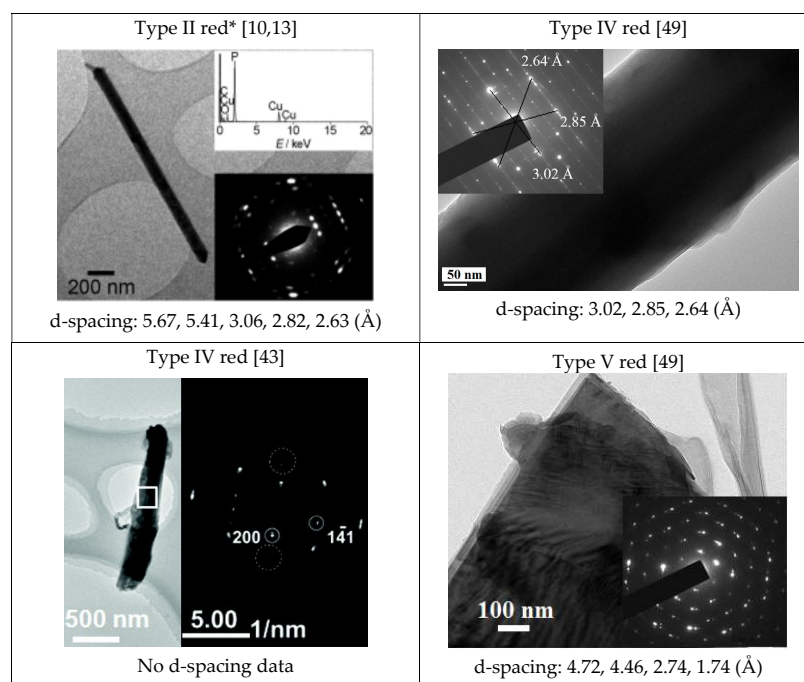 Type II red* [10,13]
P
C
Cu
O
Cu
Cu
0 5 10 15 20
E / keV
200 nm
d-spacing: 5.67, 5.41, 3.06, 2.82, 2.63 (Å)
Type IV red [49]
2.64 Å
2.85 Å
3.02 Å
50 nm
d-spacing: 3.02, 2.85, 2.64 (Å)
Type IV red [43]
200
14̄1
500 nm
5.00 1/nm
No d-spacing data
Type V red [49]
100 nm
d-spacing: 4.72, 4.46, 2.74, 1.74 (Å)